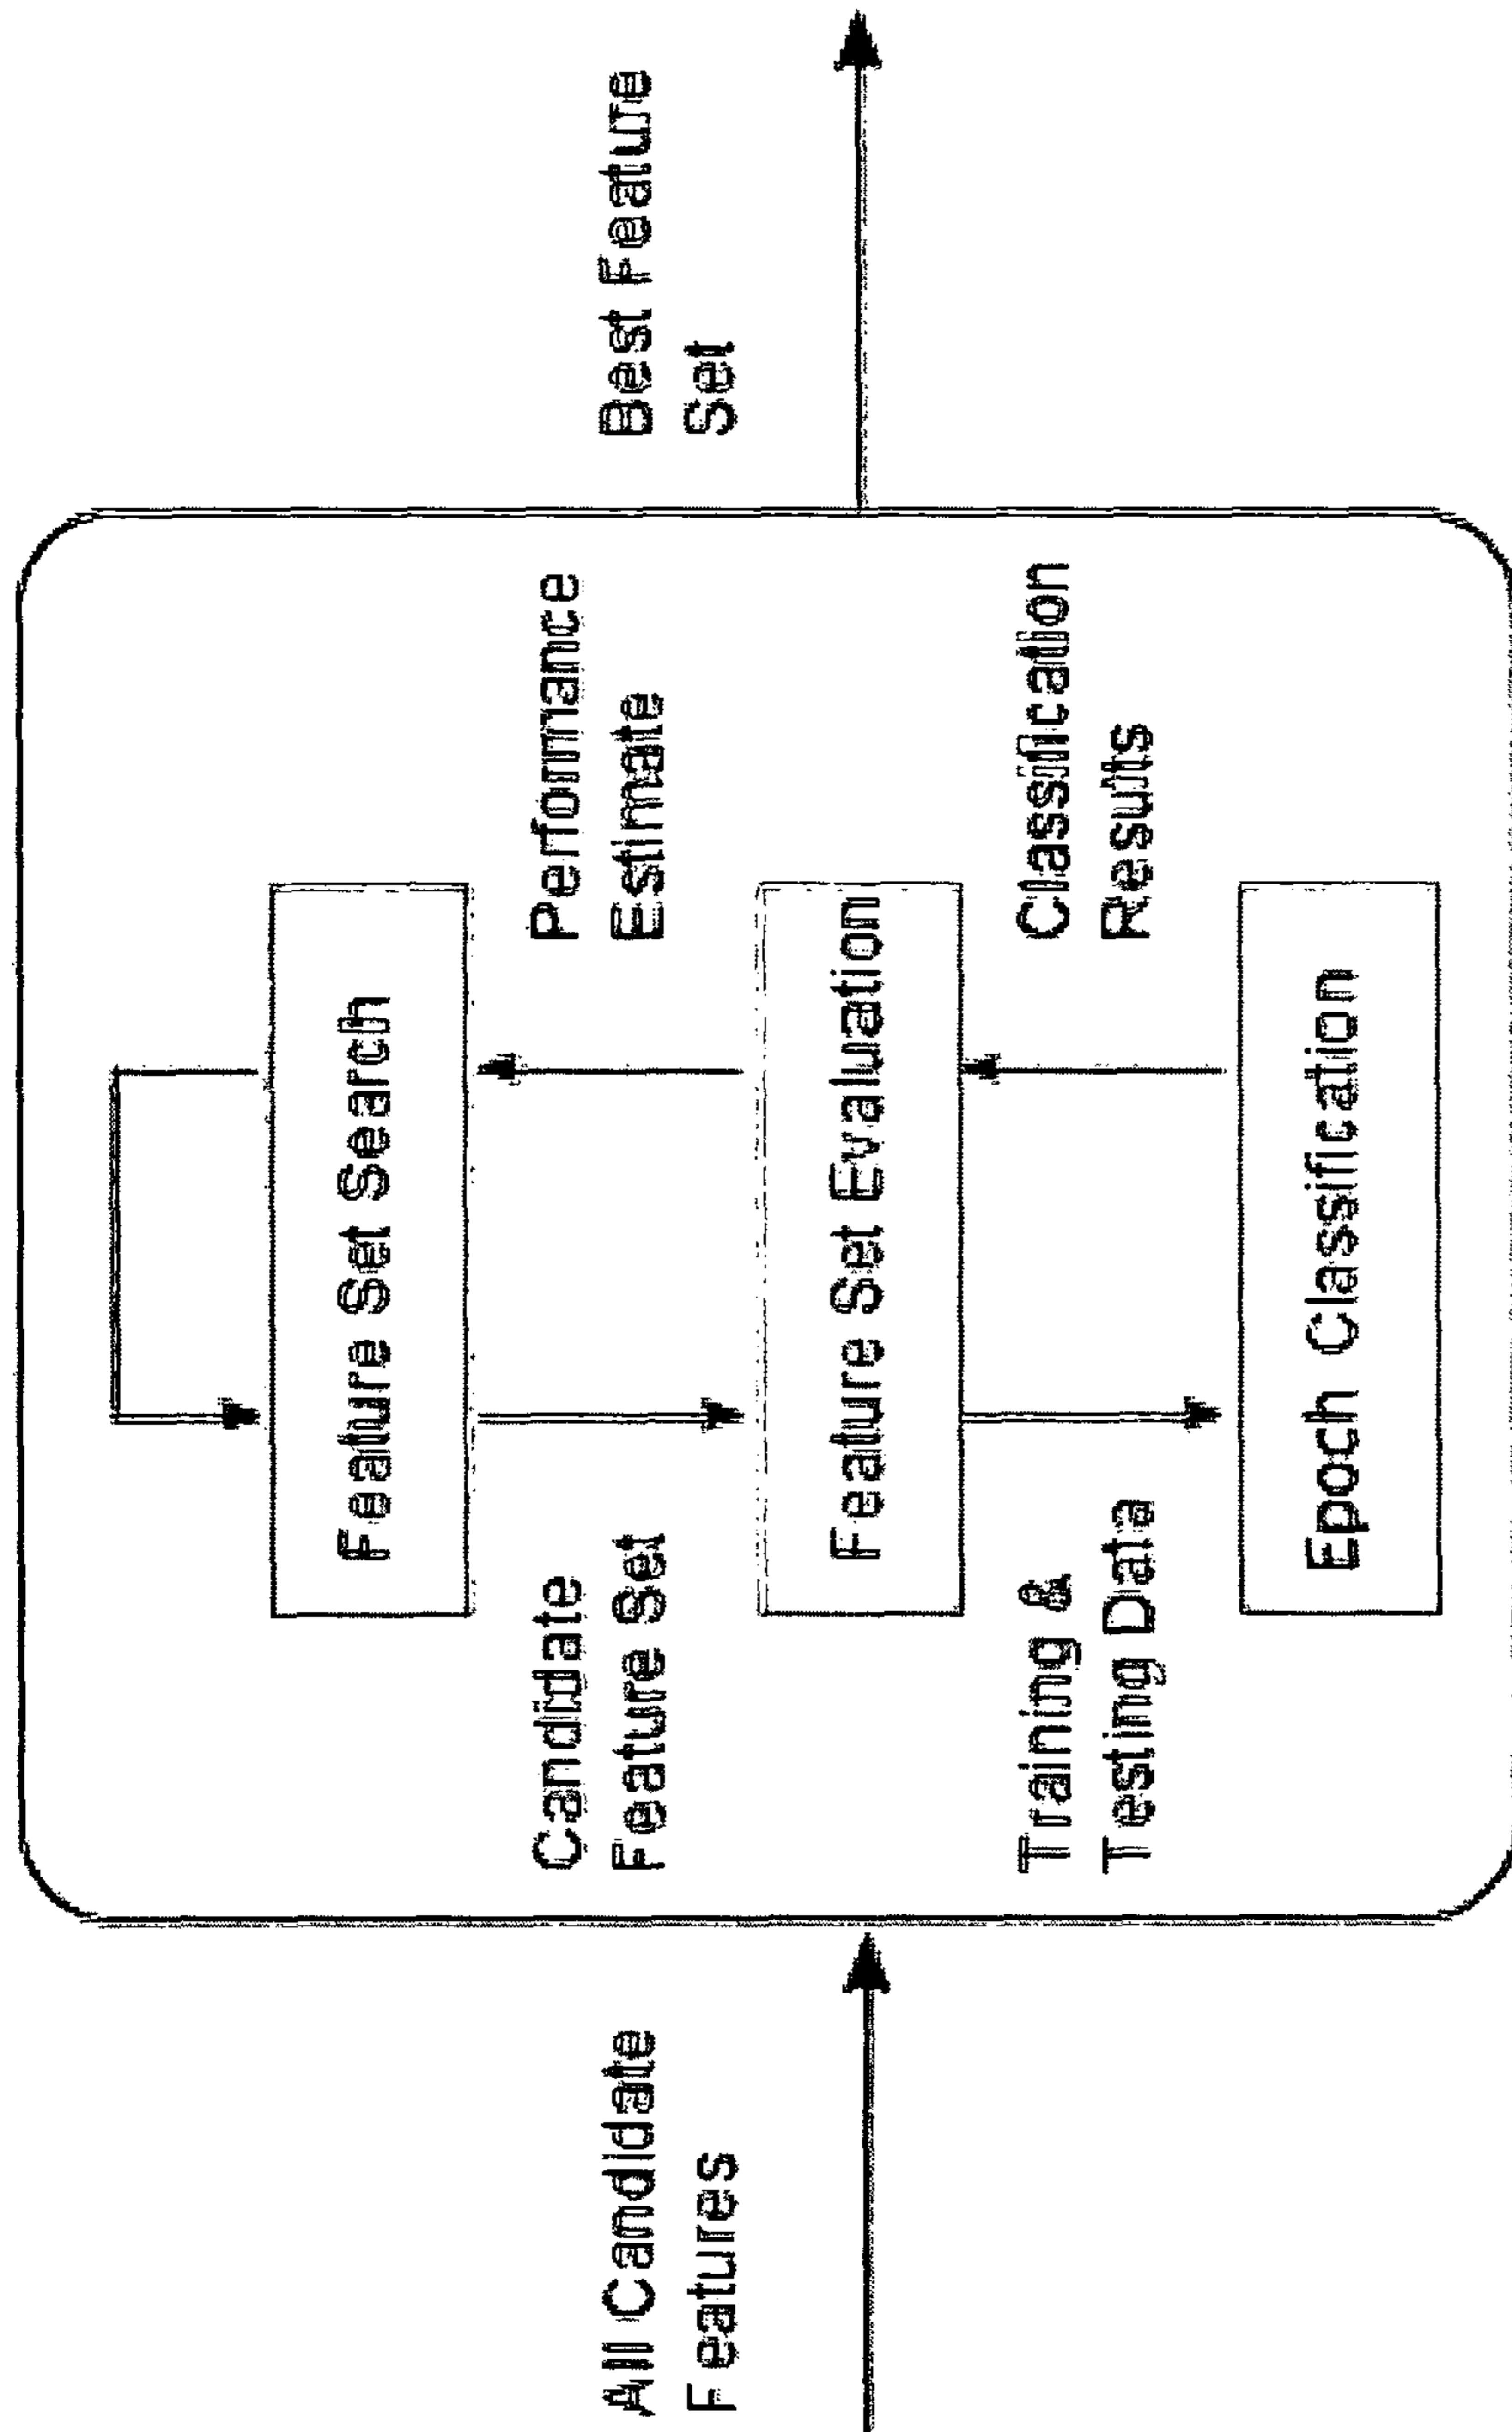 All Candidate
Features
Feature Set Search
Candidate
Feature Set
Performance
Estimate
Feature Set Evaluation
Training &
Testing Data
Classification
Results
Epoch Classification
Best Feature
Set